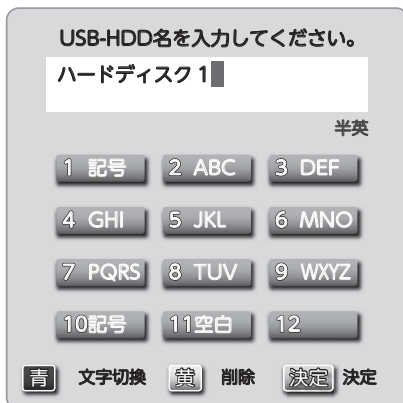 USB-HDD名を入力してください。
ハードディスク1
半英
1 記号 2 ABC 3 DEF
4 GHI 5 JKL 6 MNO
7 PQRS 8 TUV 9 WXYZ
10記号 11空白 12
青 文字切換 黄 削除 決定 決定